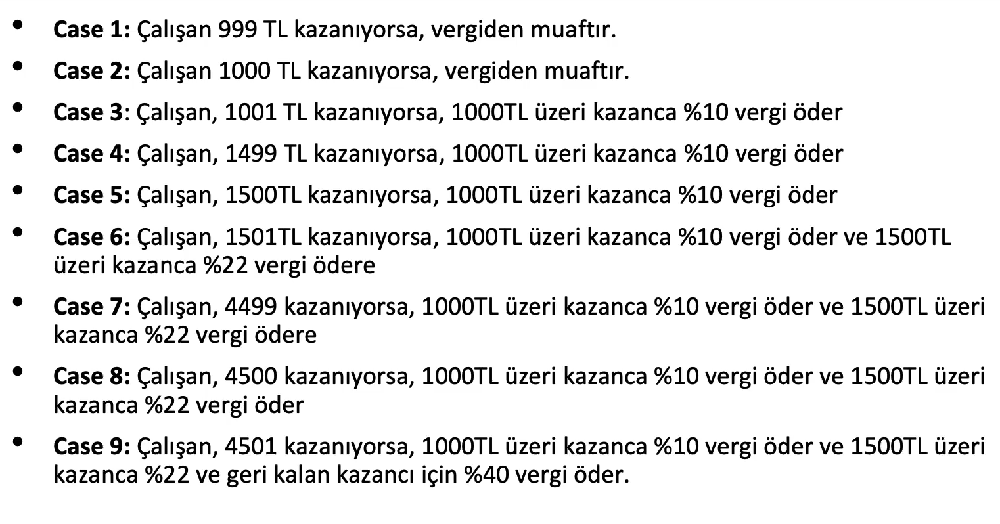 • Case 1: Çalışan 999 TL kazanıyorsa, vergiden muaftır.
• Case 2: Çalışan 1000 TL kazanıyorsa, vergiden muaftır.
• Case 3: Çalışan, 1001 TL kazanıyorsa, 1000TL üzeri kazanca %10 vergi öder
• Case 4: Çalışan, 1499 TL kazanıyorsa, 1000TL üzeri kazanca %10 vergi öder
• Case 5: Çalışan, 1500TL kazanıyorsa, 1000TL üzeri kazanca %10 vergi öder
• Case 6: Çalışan, 1501TL kazanıyorsa, 1000TL üzeri kazanca %10 vergi öder ve 1500TL
üzeri kazanca %22 vergi ödere
• Case 7: Çalışan, 4499 kazanıyorsa, 1000TL üzeri kazanca %10 vergi öder ve 1500TL üzeri
kazanca %22 vergi ödere
• Case 8: Çalışan, 4500 kazanıyorsa, 1000TL üzeri kazanca %10 vergi öder ve 1500TL üzeri
kazanca %22 vergi öder
• Case 9: Çalışan, 4501 kazanıyorsa, 1000TL üzeri kazanca %10 vergi öder ve 1500TL üzeri
kazanca %22 ve geri kalan kazancı için %40 vergi öder.